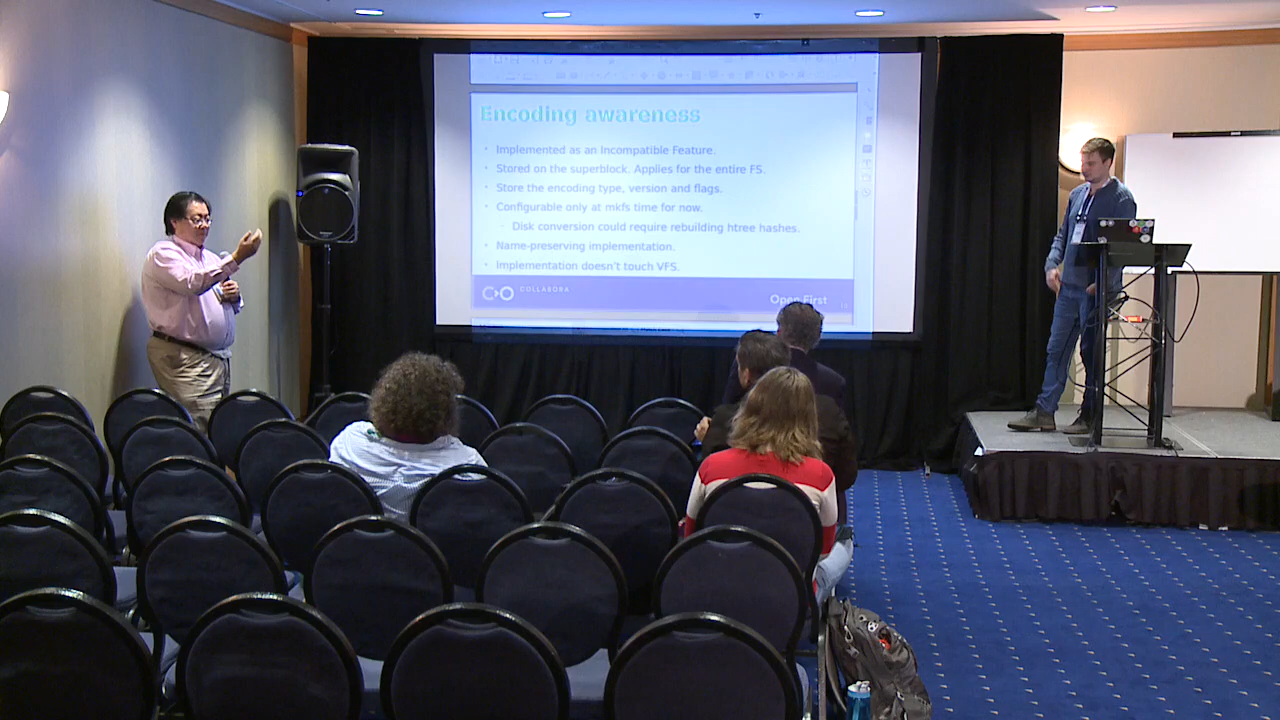 Encoding awareness
Implemented as an Incompatible Feature.
Stored on the superblock. Applies for the entire FS.
Store the encoding type, version and flags.
Configurable only at mkfs time for now.
Disk conversion could require rebuilding htree hashes.
Name-preserving implementation.
Implementation doesn't touch VFS.
COLLABORA
Open First